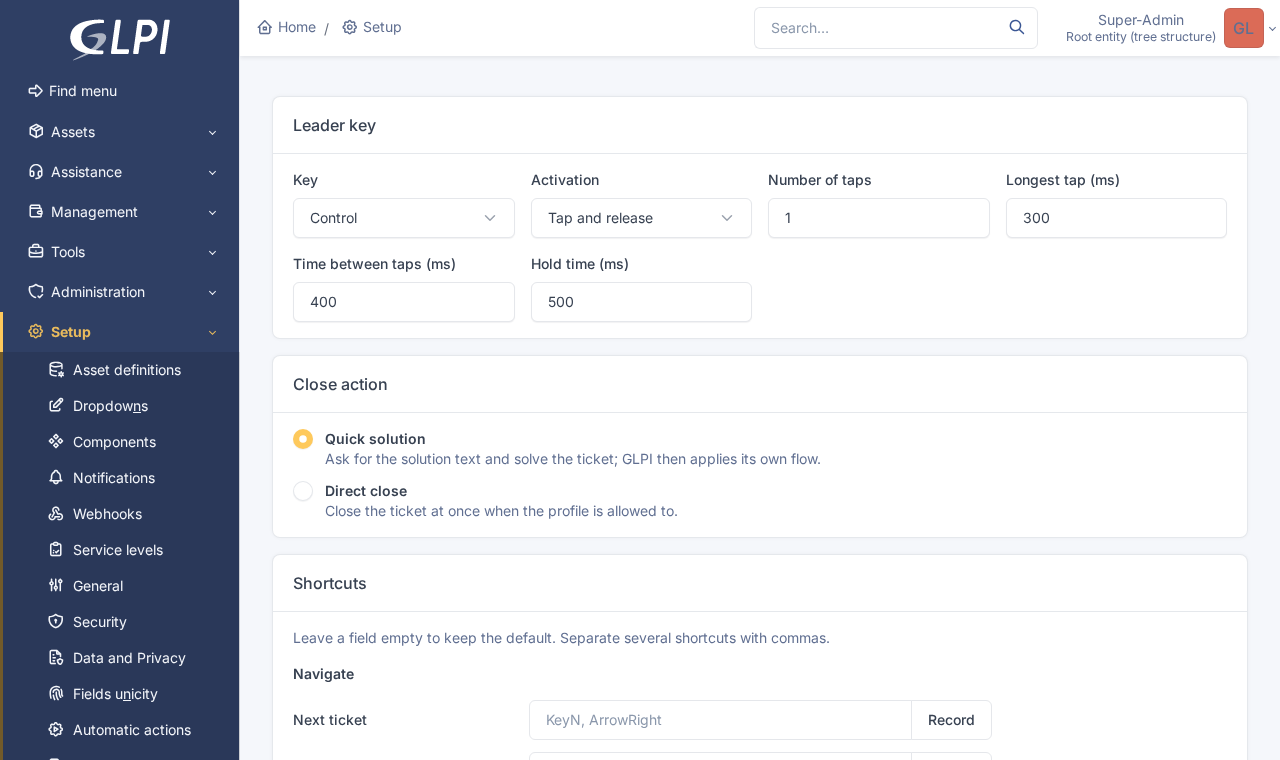 GLPI
Home / Setup
Search...
Super-Admin
Root entity (tree structure)
GL
Find menu
Assets
Assistance
Management
Tools
Administration
Setup
Asset definitions
Dropdowns
Components
Notifications
Webhooks
Service levels
General
Security
Data and Privacy
Fields unicity
Automatic actions
Leader key
Key
Activation
Number of taps
Longest tap (ms)
Control
Tap and release
1
300
Time between taps (ms)
Hold time (ms)
400
500
Close action
Quick solution
Ask for the solution text and solve the ticket; GLPI then applies its own flow.
Direct close
Close the ticket at once when the profile is allowed to.
Shortcuts
Leave a field empty to keep the default. Separate several shortcuts with commas.
Navigate
Next ticket
KeyN, ArrowRight
Record